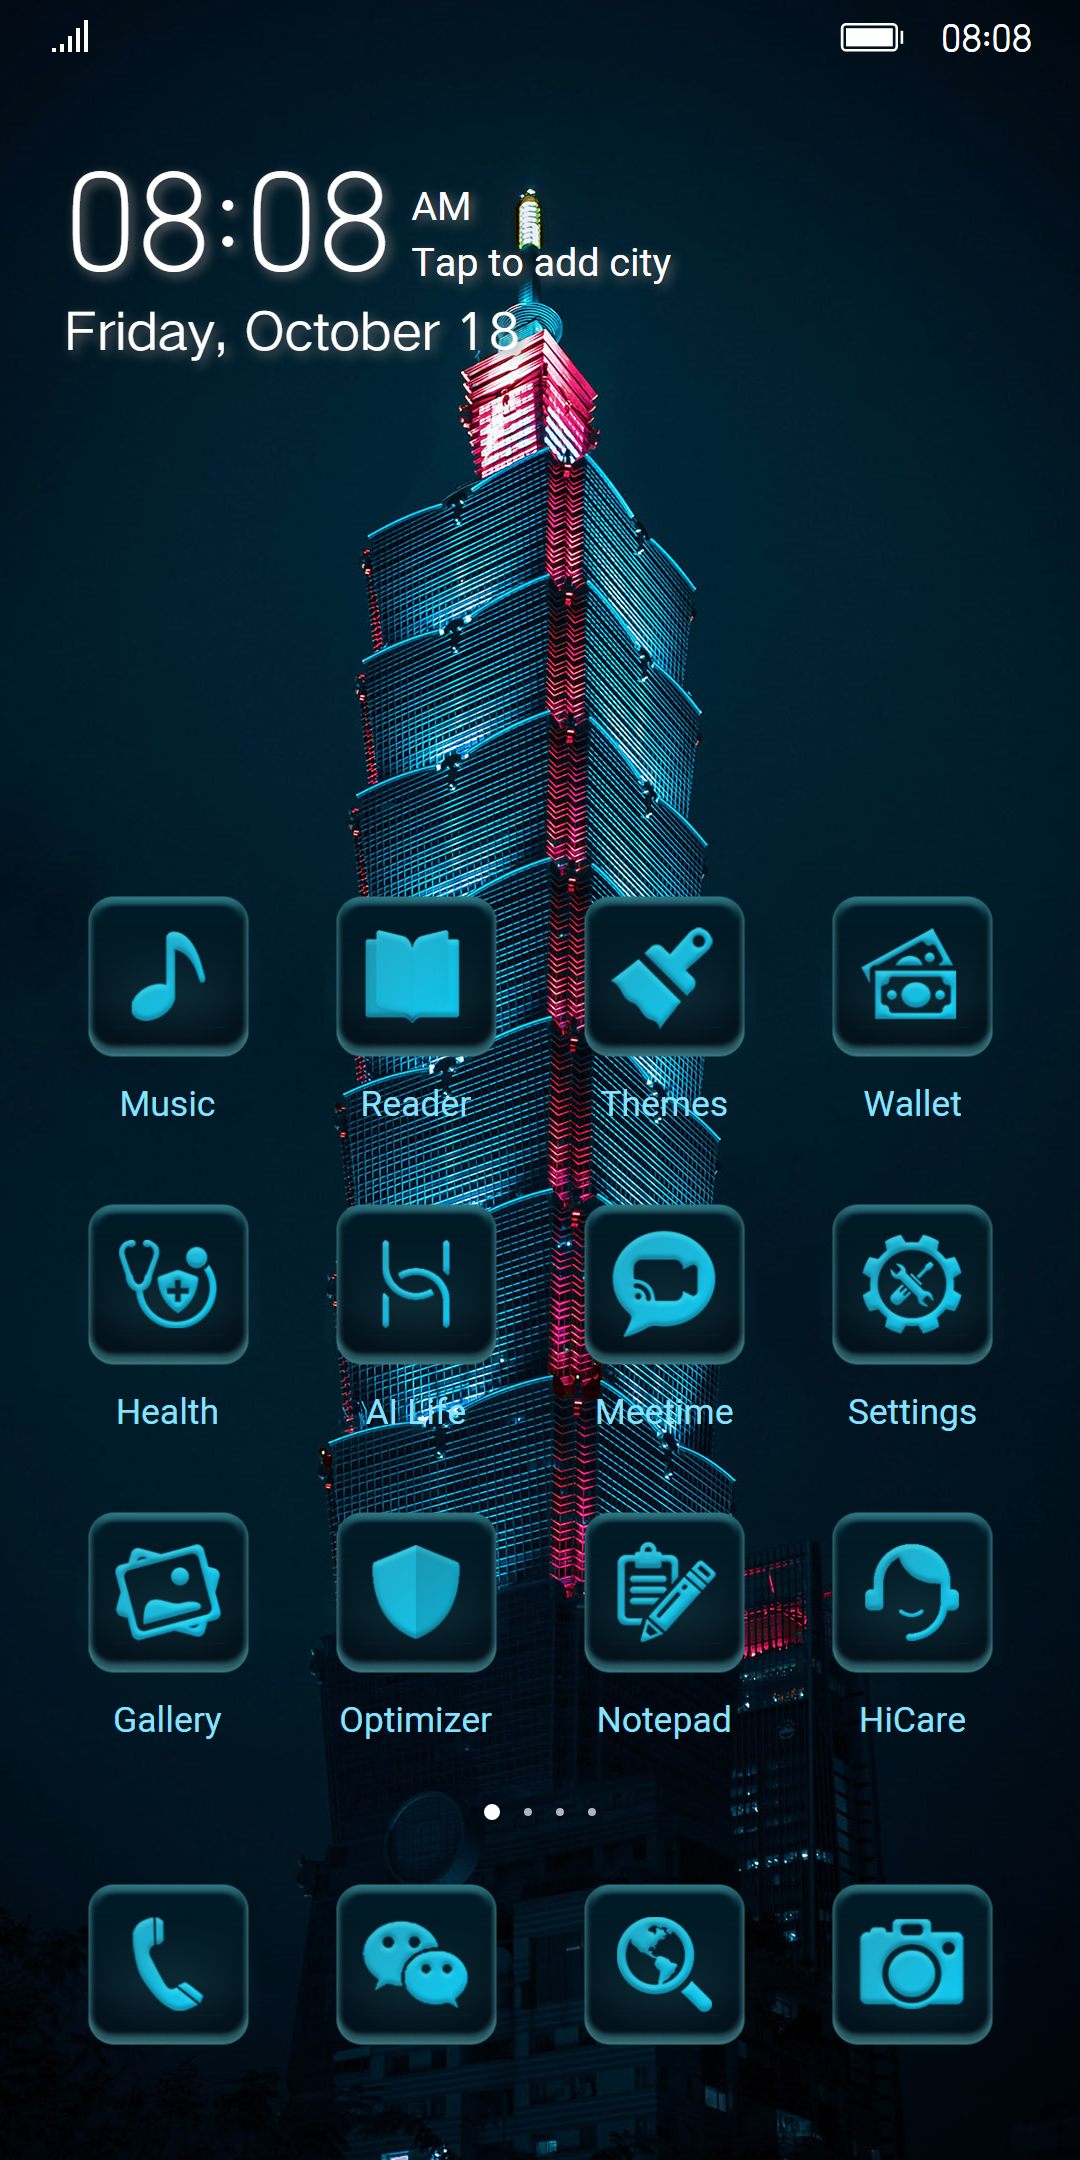 08:08
08:08 AM
Tap to add city
Friday, October 18
Music Reader Themes Wallet
Health AI Life Meetime Settings
Gallery Optimizer Notepad HiCare